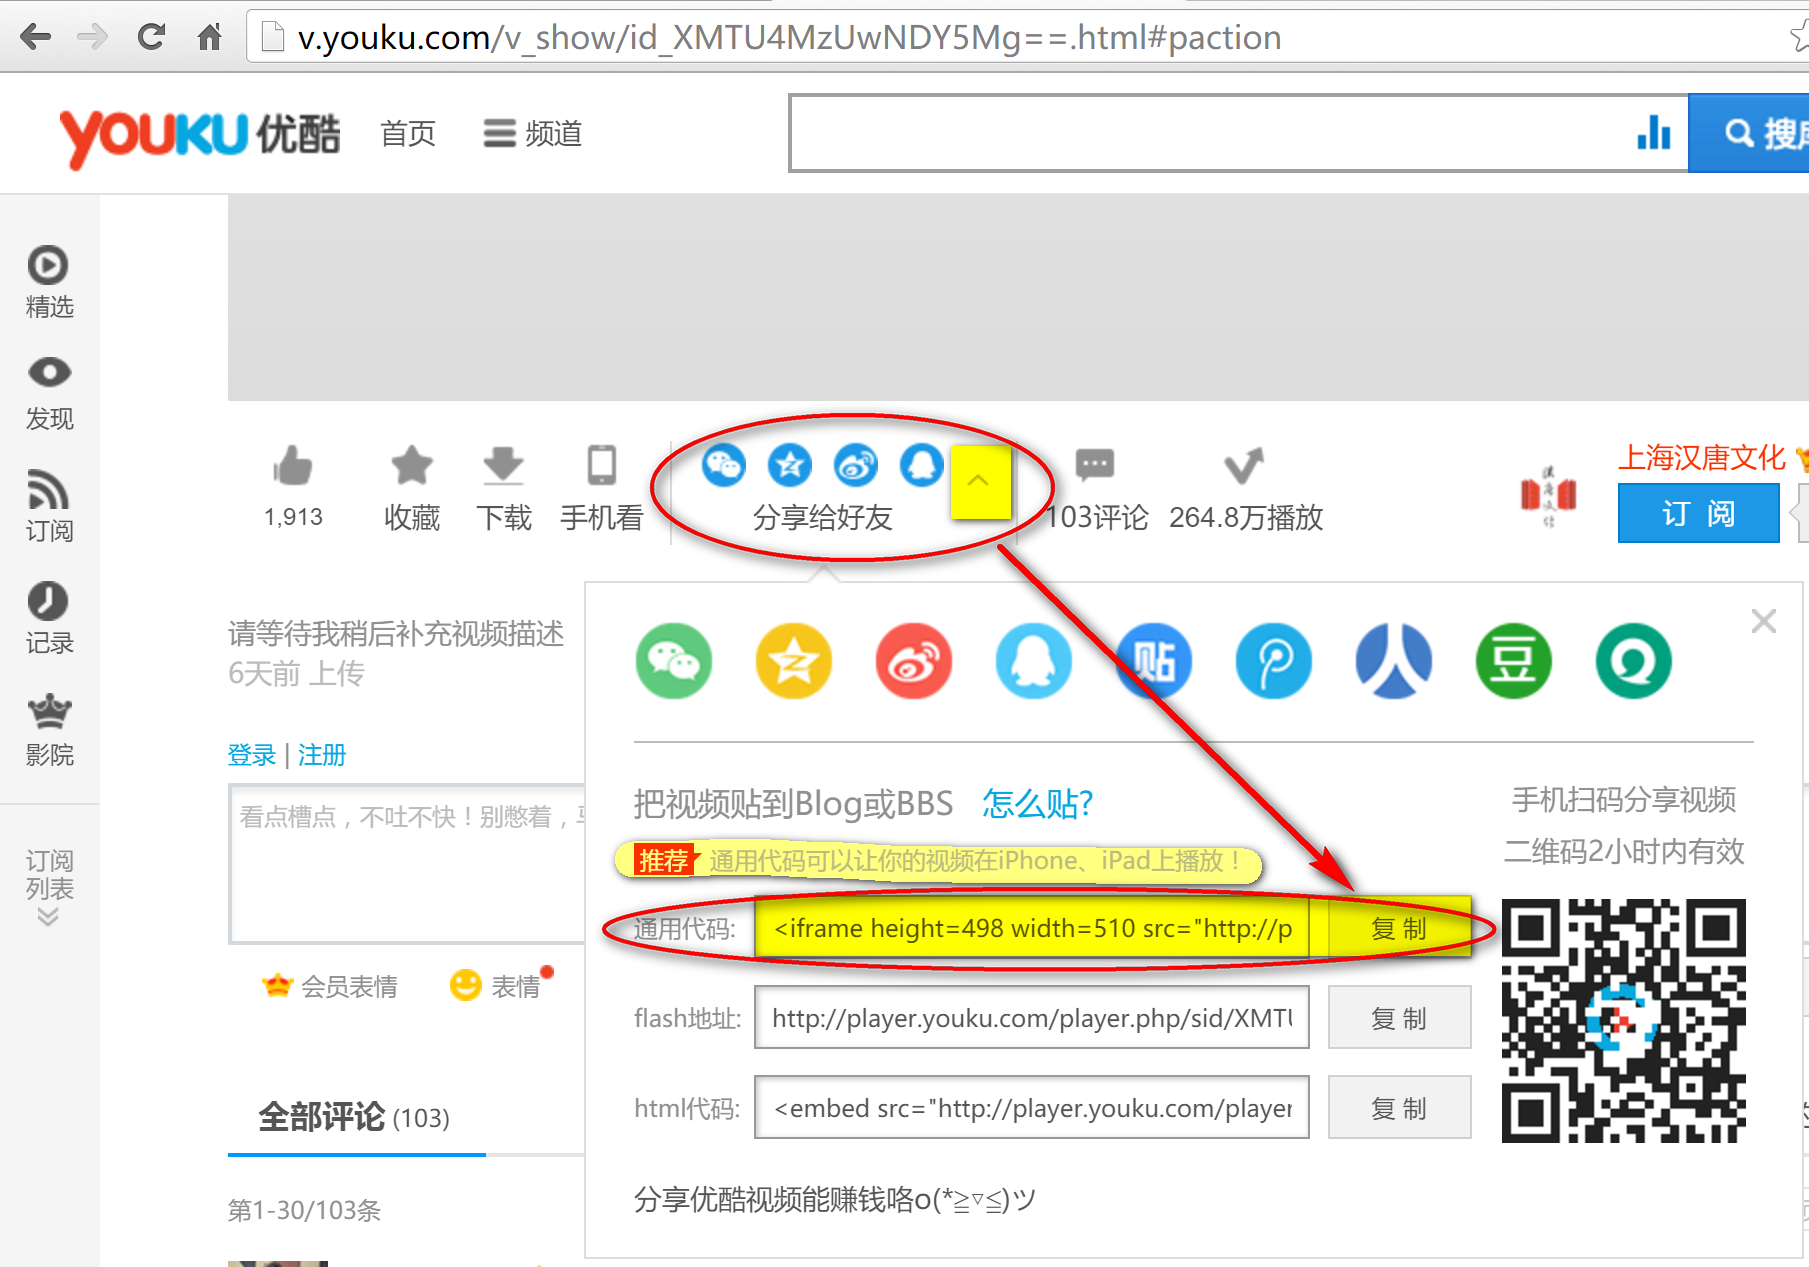 v.youku.com/v_show/id_XMTU4MzUwNDY5Mg==.html#paction
YOUKU 优酷
首页
频道
精选
发现
订阅
记录
影院
订阅
列表
1,913
收藏
下载
手机看
分享给好友
103评论
264.8万播放
上海汉唐文化
订 阅
请等待我稍后补充视频描述
6天前 上传
登录 | 注册
看点槽点，不吐不快！别憋着，
会员表情
表情
全部评论 (103)
第1-30/103条
贴
豆
把视频贴到Blog或BBS 怎么贴?
推荐 通用代码可以让你的视频在iPhone、iPad上播放！
通用代码: <iframe height=498 width=510 src="http://p 复 制
flash地址: http://player.youku.com/player.php/sid/XMTU 复 制
html代码: <embed src="http://player.youku.com/player 复 制
分享优酷视频能赚钱咯o(*≧▽≦)ツ
手机扫码分享视频
二维码2小时内有效